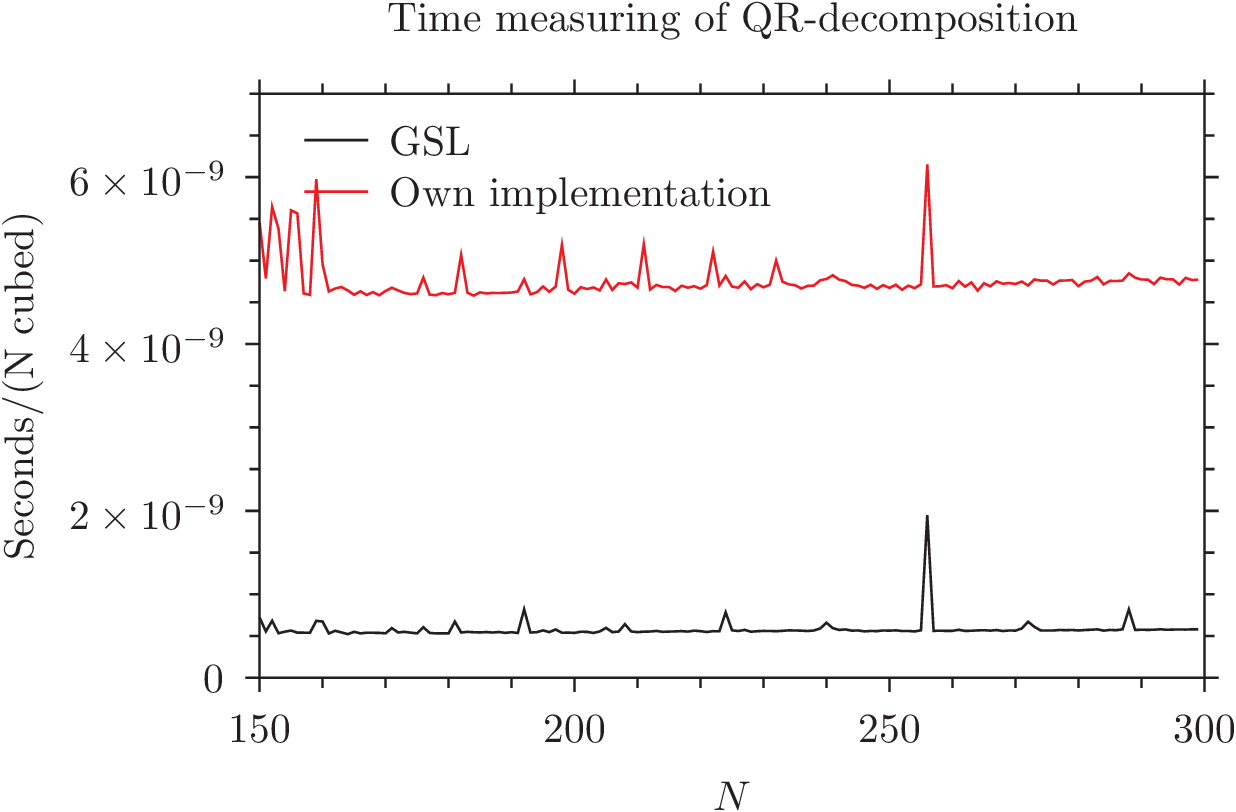 Time measuring of QR-decomposition
GSL
Own implementation
6 × 10⁻⁹
4 × 10⁻⁹
2 × 10⁻⁹
0
Seconds/(N cubed)
150 200 250 300
N